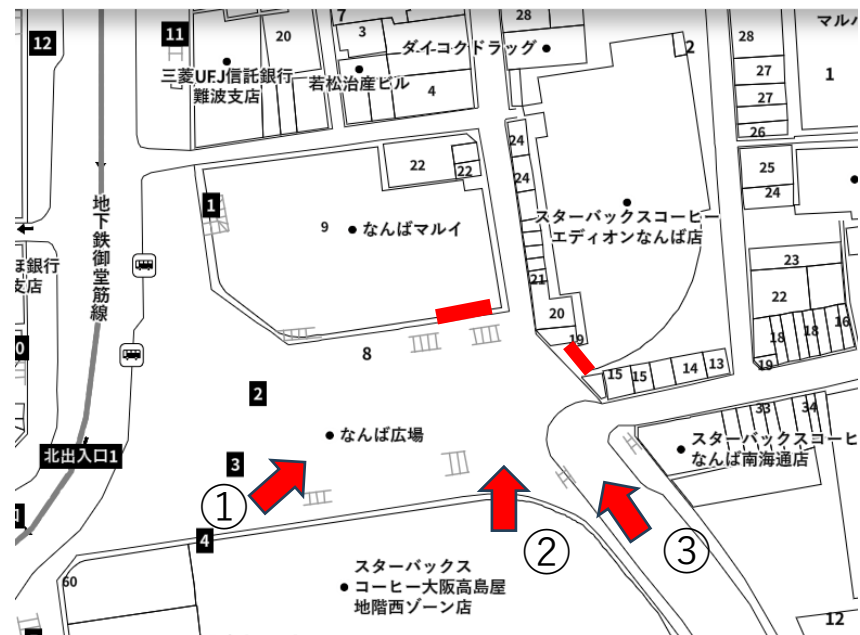 7
28
マルハ
12
11
20
3
ダイコクドラッグ
2
28
三菱UFJ信託銀行
難波支店
若松治産ビル
4
27
1
27
26
24
22
22
24
25
24
1
9
なんばマルイ
スターバックスコーヒー
エディオンなんば店
地下鉄御堂筋線
ほ銀行
支店
21
23
20
22
18
18
16
19
8
15
15
14
13
19
0
2
33
34
なんば広場
スターバックスコーヒ
なんば南海通店
北出入口1
3
①
②
③
4
スターバックス
コーヒー大阪高島屋
地階西ゾーン店
60
12